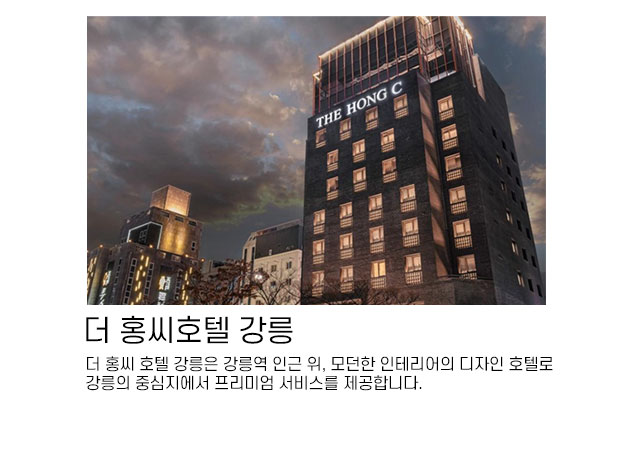 THE HONG C
더 홍씨호텔 강릉
더 홍씨 호텔 강릉은 강릉역 인근 위, 모던한 인테리어의 디자인 호텔로
강릉의 중심지에서 프리미엄 서비스를 제공합니다.